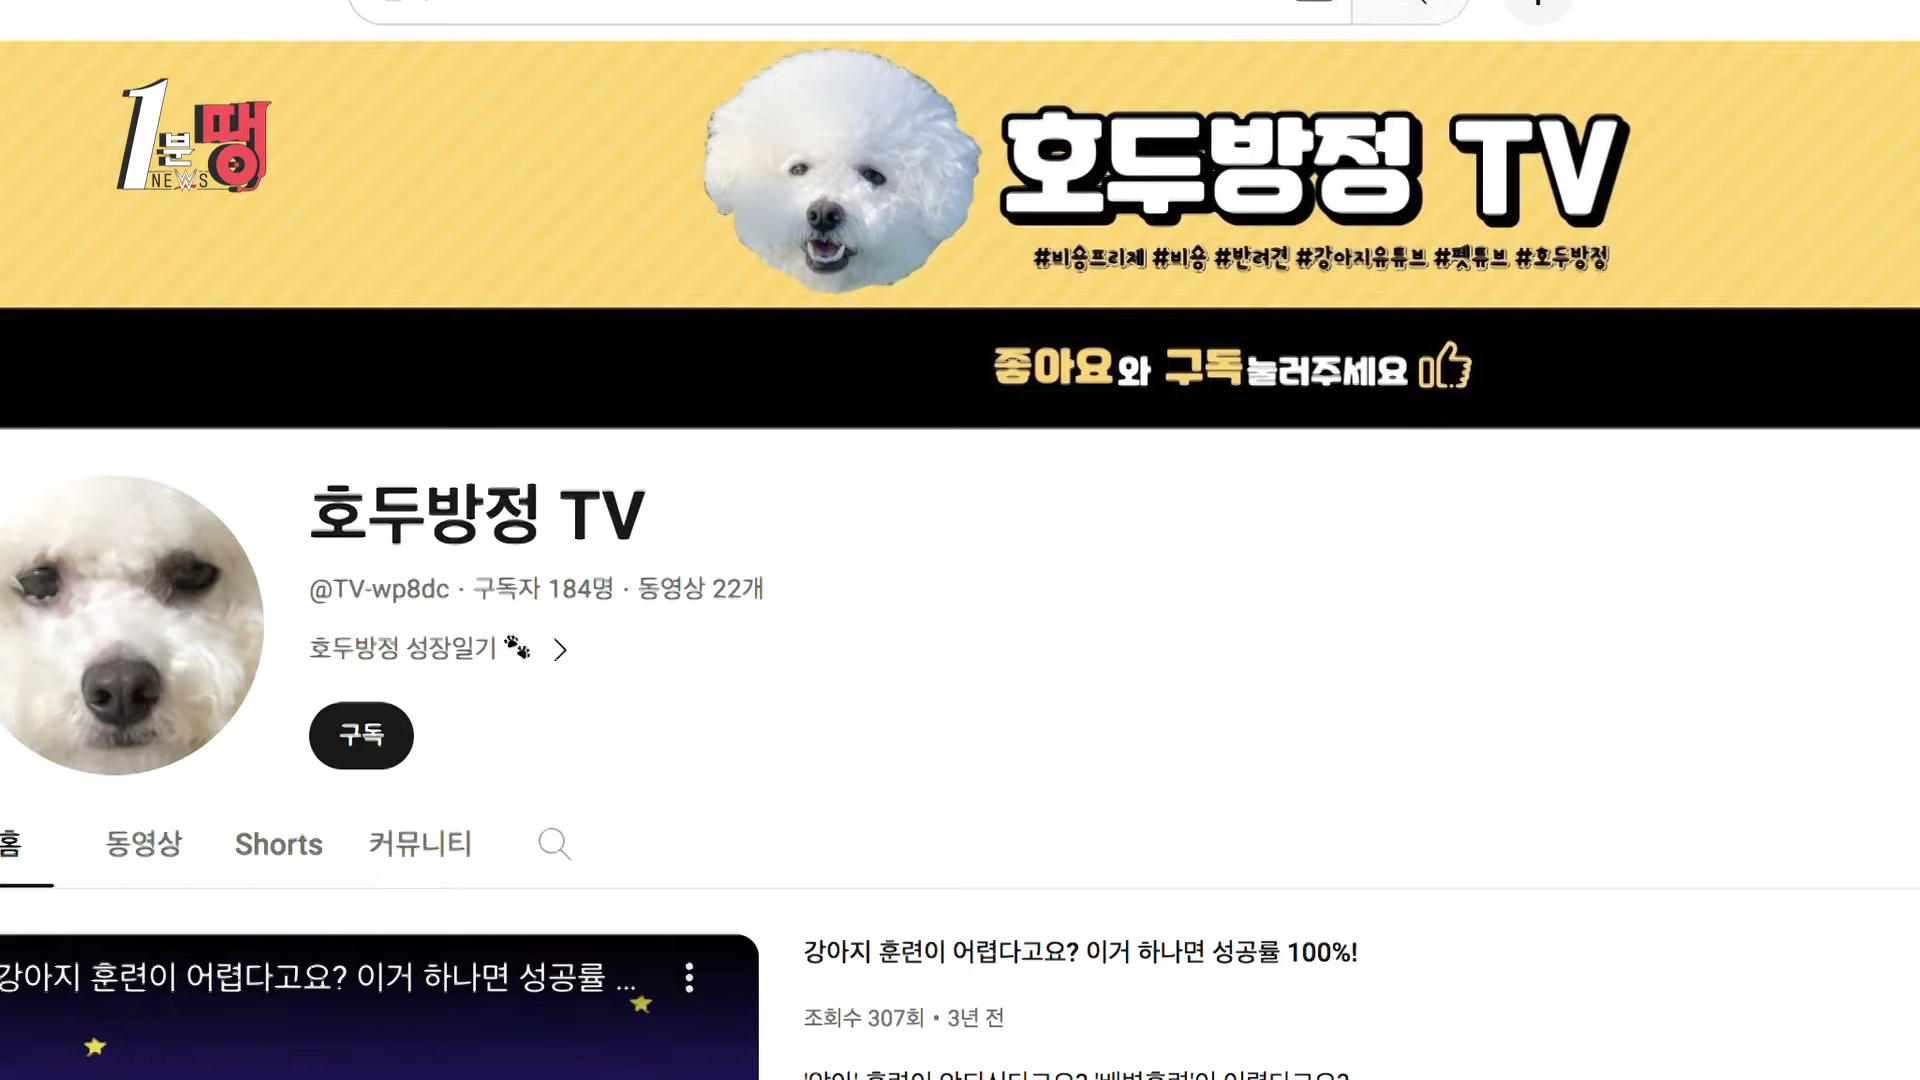 1분땡
NEWS
호두방정 TV
#비숑프리제 #비숑 #반려견 #강아지유튜브 #펫튜브 #호두방정
좋아요와 구독눌러주세요
호두방정 TV
@TV-wp8dc · 구독자 184명 · 동영상 22개
호두방정 성장일기
구독
홈 동영상 Shorts 커뮤니티
강아지 훈련이 어렵다고요? 이거 하나면 성공률 ...
강아지 훈련이 어렵다고요? 이거 하나면 성공률 100%!
조회수 307회 • 3년 전